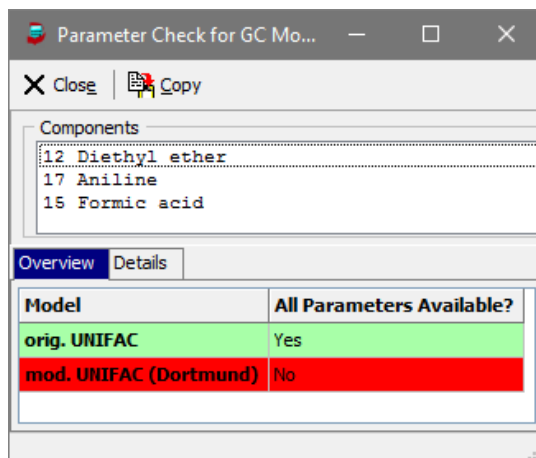 Parameter Check for GC Mo...
Close Copy
Components
12 Diethyl ether
17 Aniline
15 Formic acid
Overview Details
Model All Parameters Available?
orig. UNIFAC Yes
mod. UNIFAC (Dortmund) No